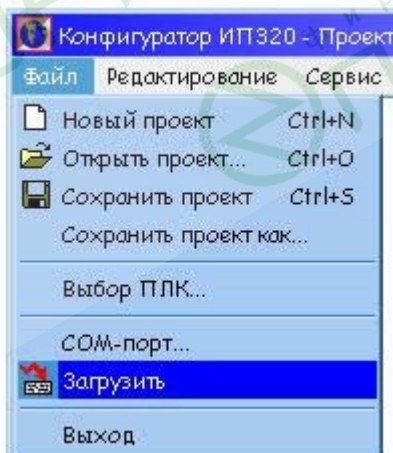 Конфигуратор ИП320 - Проект
Файл Редактирование Сервис
Новый проект Ctrl+N
Открыть проект... Ctrl+O
Сохранить проект Ctrl+S
Сохранить проект как...
Выбор ПЛК...
COM-порт...
Загрузить
Выход